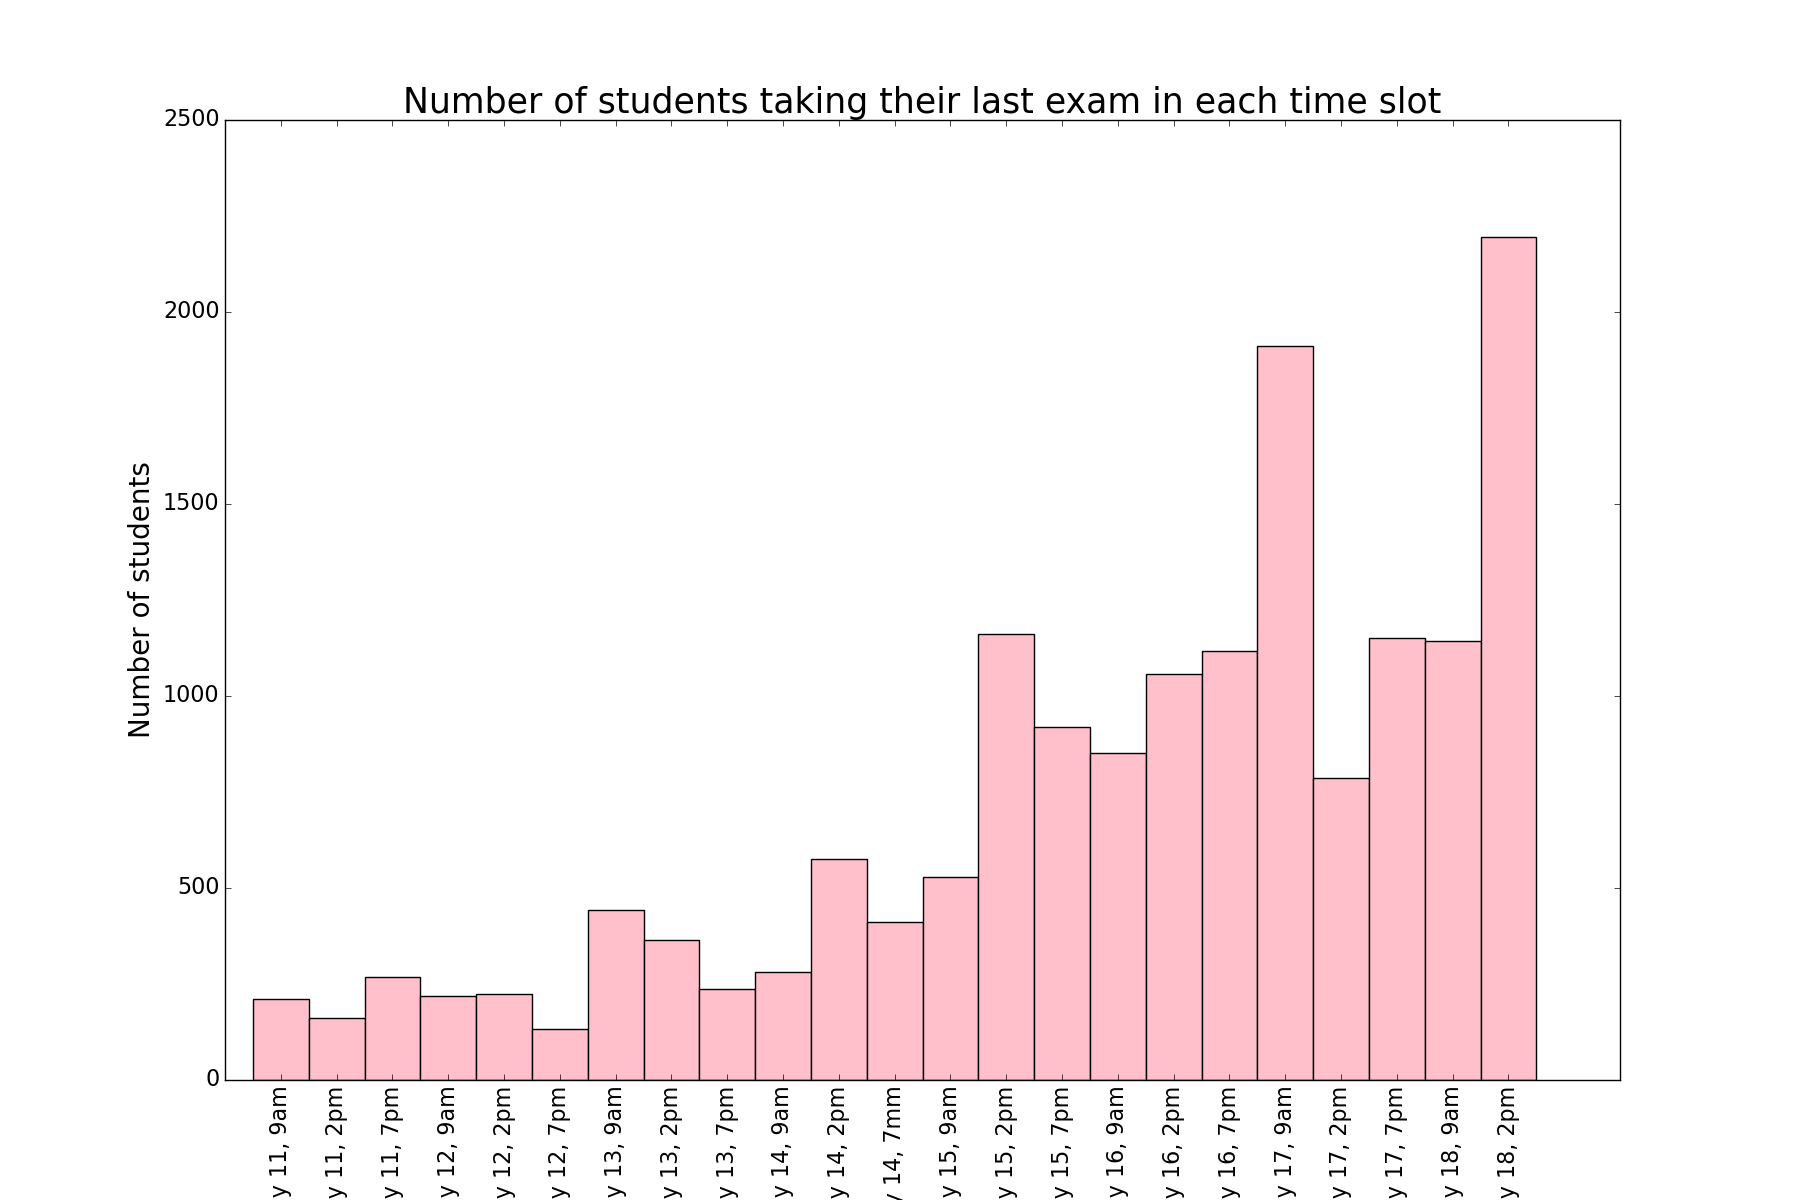 Number of students taking their last exam in each time slot
Number of students
2500
2000
1500
1000
500
0
y 11, 9am
y 11, 2pm
y 11, 7pm
y 12, 9am
y 12, 2pm
y 12, 7pm
y 13, 9am
y 13, 2pm
y 13, 7pm
y 14, 9am
y 14, 2pm
y 14, 7mm
y 15, 9am
y 15, 2pm
y 15, 7pm
y 16, 9am
y 16, 2pm
y 16, 7pm
y 17, 9am
y 17, 2pm
y 17, 7pm
y 18, 9am
y 18, 2pm